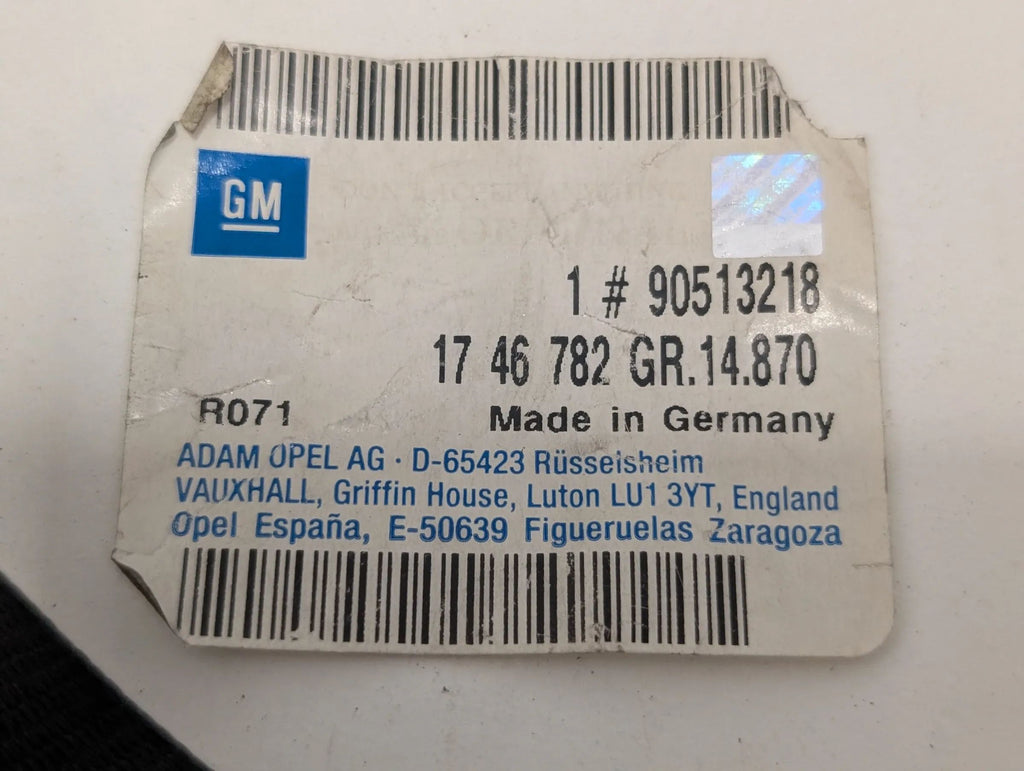 GM
1 # 90513218
17 46 782 GR.14.870
R071 Made in Germany
ADAM OPEL AG · D-65423 Rüsselsheim
VAUXHALL, Griffin House, Luton LU1 3YT, England
Opel España, E-50639 Figueruelas Zaragoza